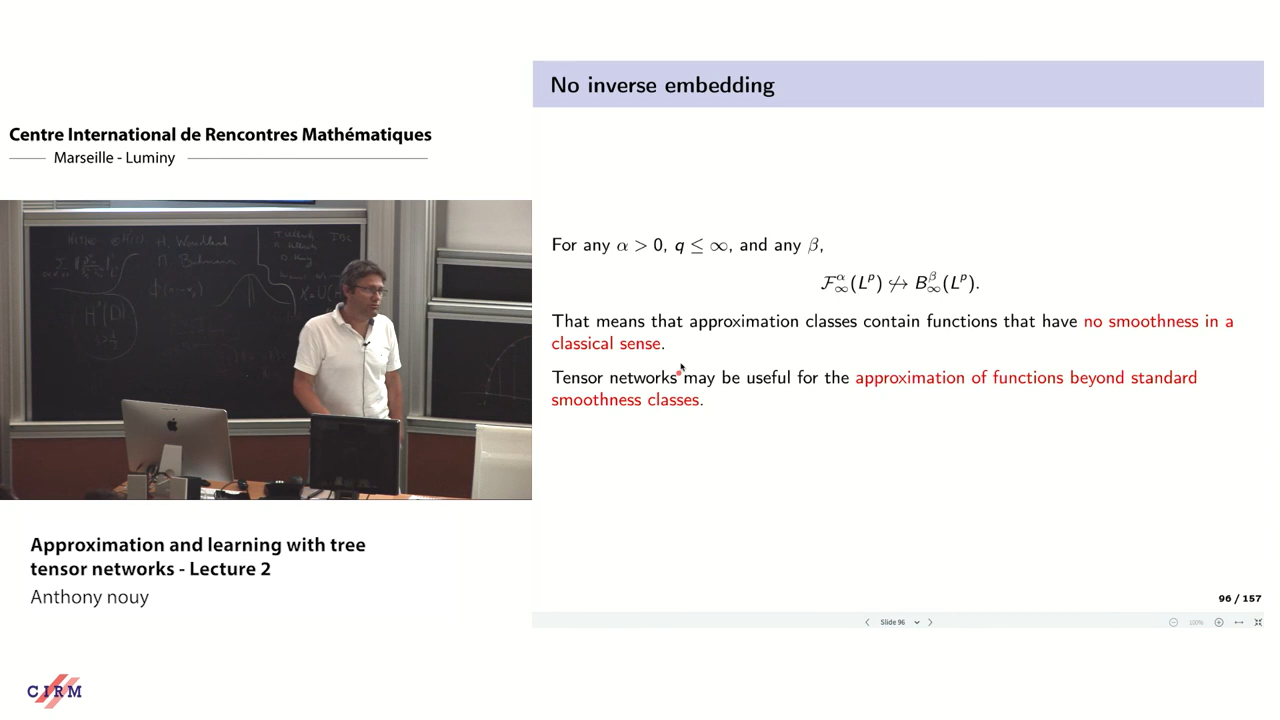 Centre International de Rencontres Mathématiques
Marseille - Luminy
No inverse embedding
For any α > 0, q ≤ ∞, and any β,
𝓕^α_∞(L^p) ↪̸ B^β_∞(L^p).
That means that approximation classes contain functions that have no smoothness in a
classical sense.
Tensor networks may be useful for the approximation of functions beyond standard
smoothness classes.
96 / 157
Slide 96
100%
Approximation and learning with tree
tensor networks - Lecture 2
Anthony nouy
CIRM